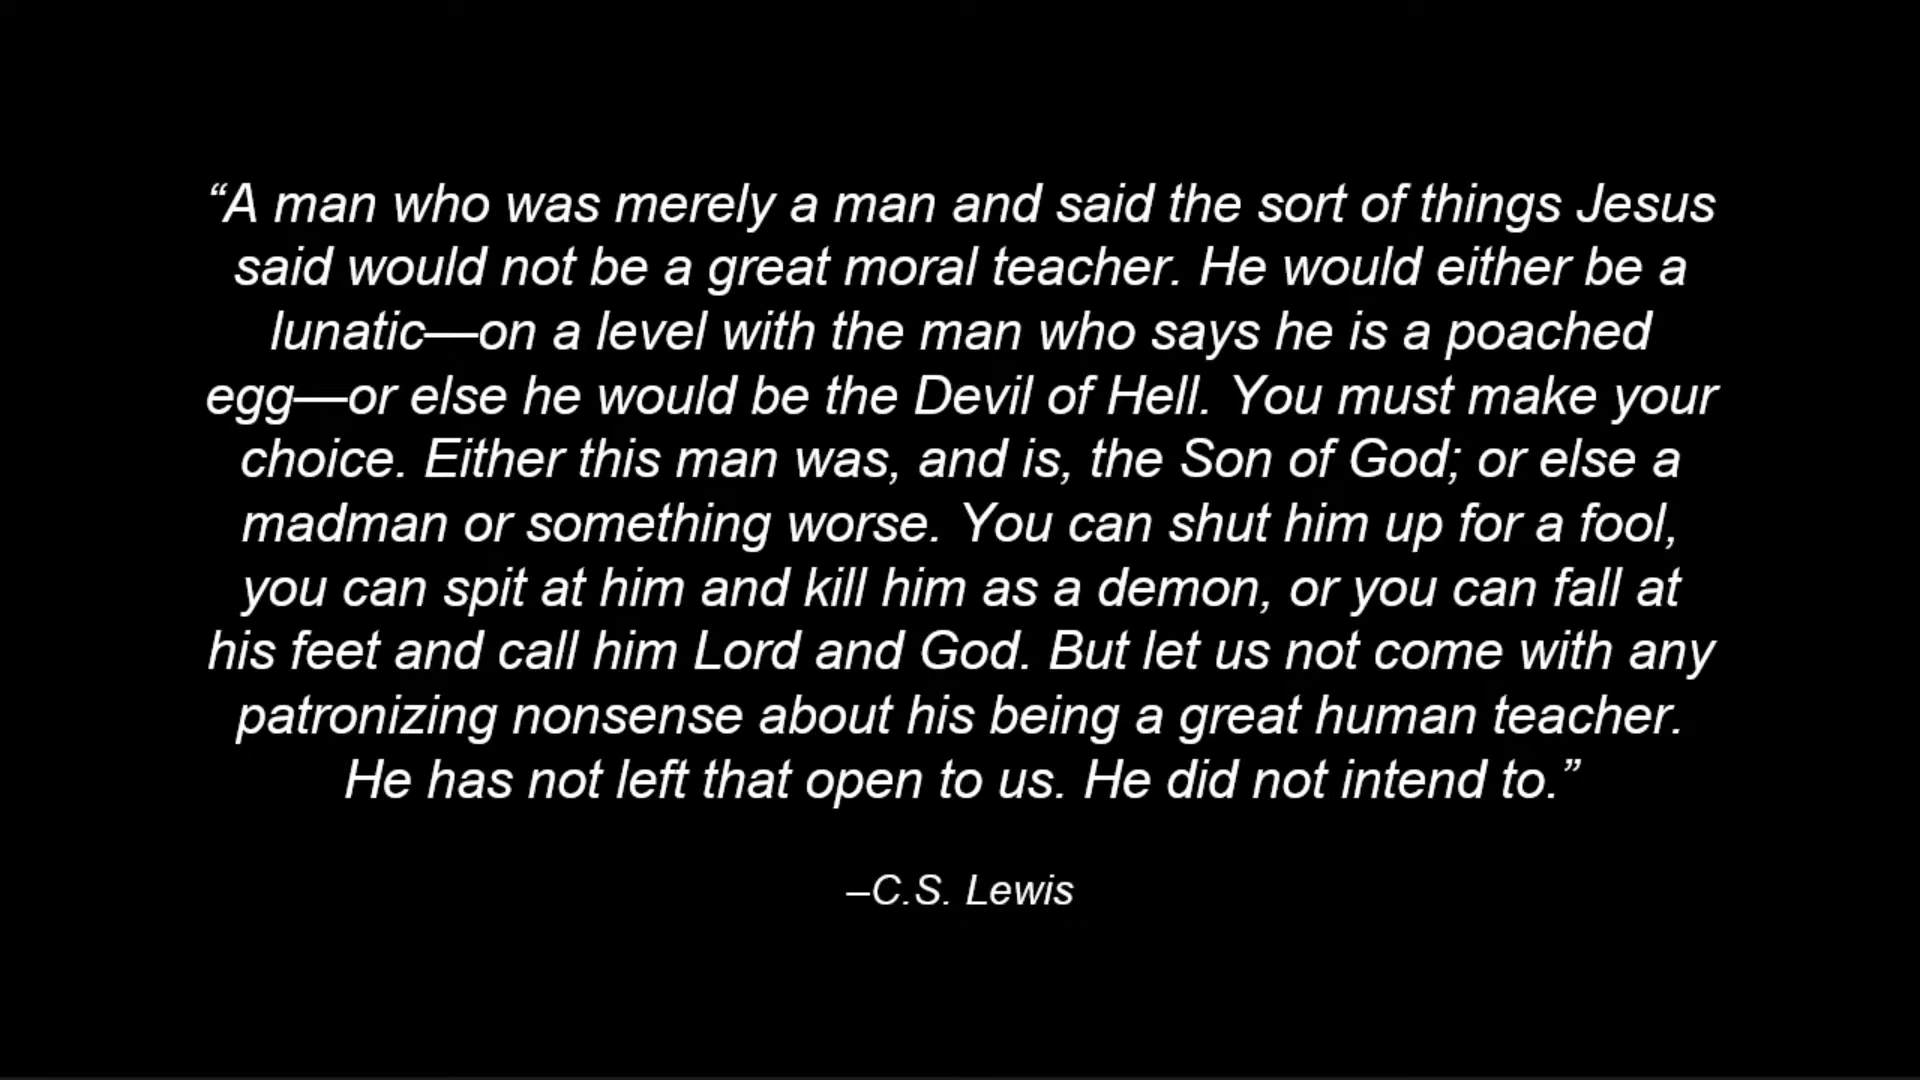 “A man who was merely a man and said the sort of things Jesus
said would not be a great moral teacher. He would either be a
lunatic—on a level with the man who says he is a poached
egg—or else he would be the Devil of Hell. You must make your
choice. Either this man was, and is, the Son of God; or else a
madman or something worse. You can shut him up for a fool,
you can spit at him and kill him as a demon, or you can fall at
his feet and call him Lord and God. But let us not come with any
patronizing nonsense about his being a great human teacher.
He has not left that open to us. He did not intend to.”
–C.S. Lewis